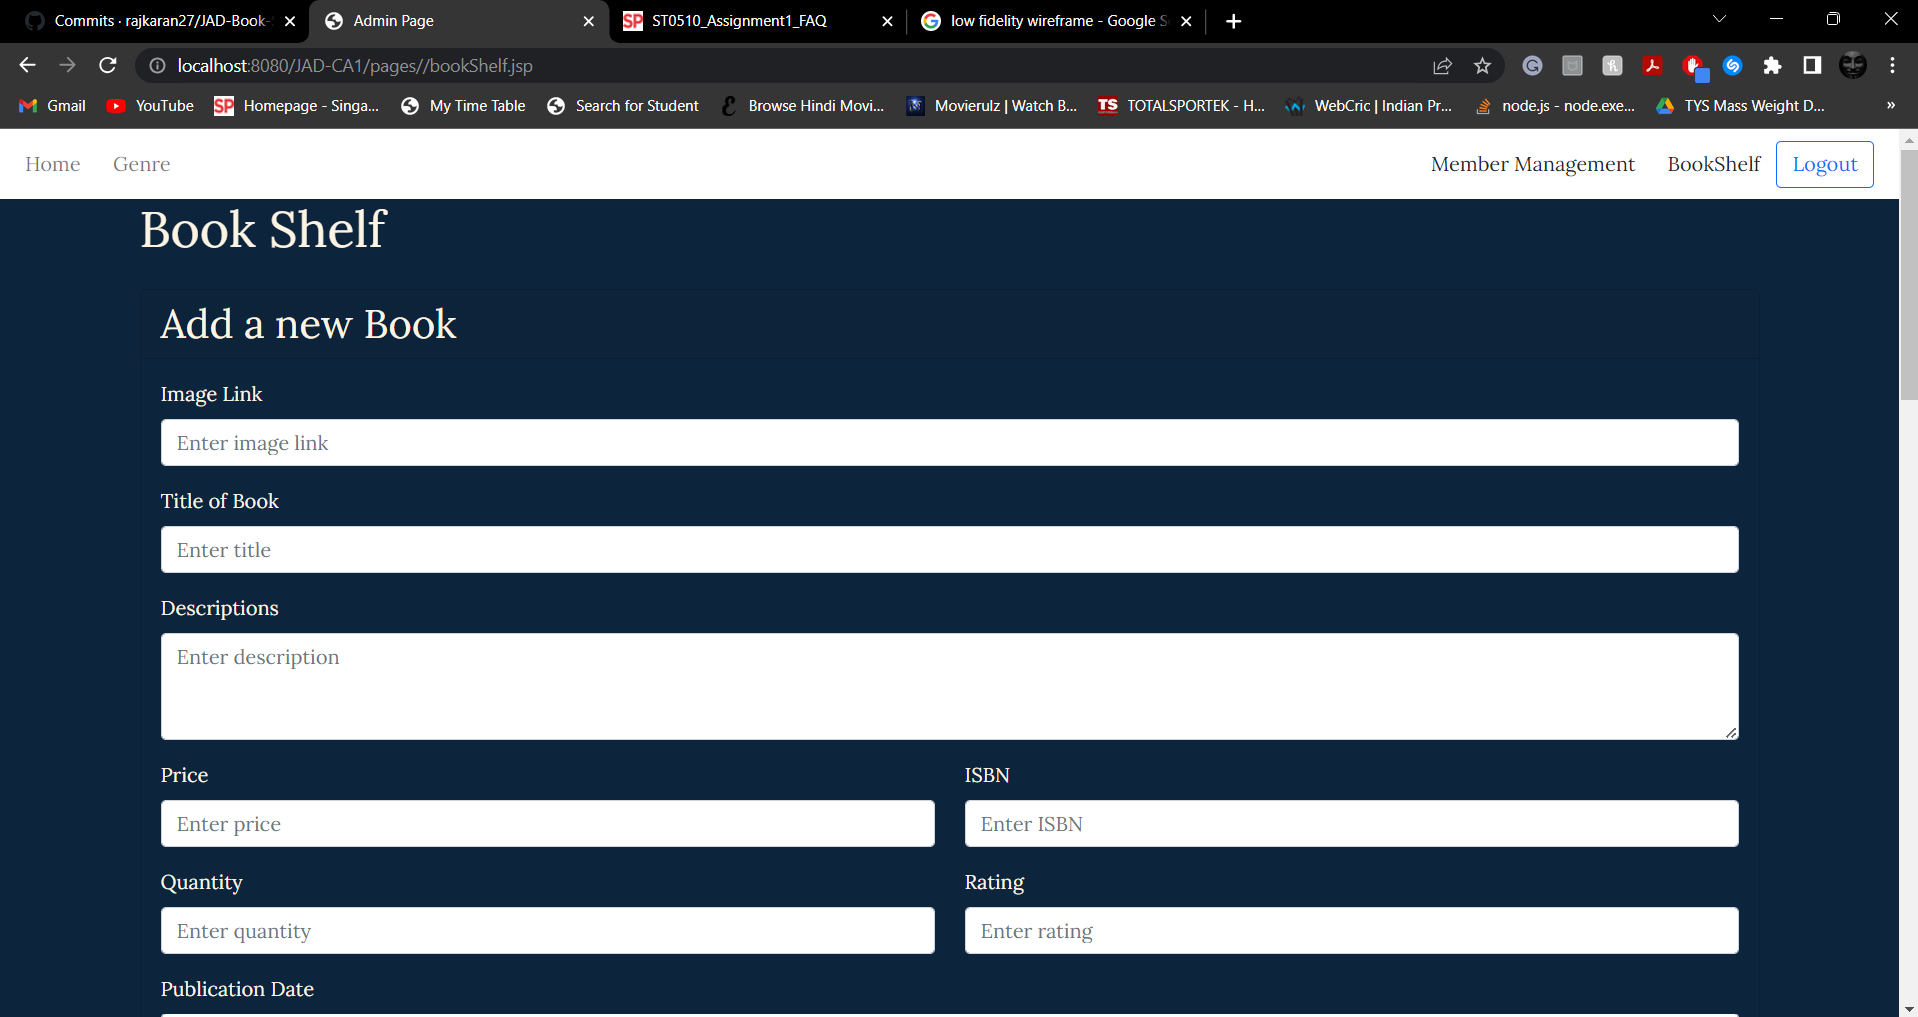 Commits · rajkaran27/JAD-Book-
Admin Page
SP ST0510_Assignment1_FAQ
low fidelity wireframe - Google S
localhost:8080/JAD-CA1/pages//bookShelf.jsp
Gmail YouTube SP Homepage - Singa... My Time Table Search for Student Browse Hindi Movi... Movierulz | Watch B... TS TOTALSPORTEK - H... WebCric | Indian Pr... node.js - node.exe... TYS Mass Weight D... »
Home Genre Member Management BookShelf Logout
Book Shelf
Add a new Book
Image Link
Enter image link
Title of Book
Enter title
Descriptions
Enter description
Price ISBN
Enter price Enter ISBN
Quantity Rating
Enter quantity Enter rating
Publication Date